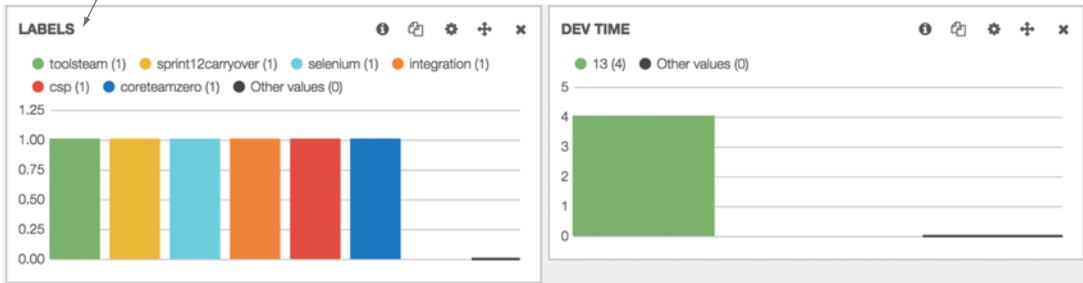 LABELS
toolsteam (1) sprint12carryover (1) selenium (1) integration (1)
csp (1) coreteamzero (1) Other values (0)
1.25
1.00
0.75
0.50
0.25
0.00
DEV TIME
13 (4) Other values (0)
5
4
3
2
1
0